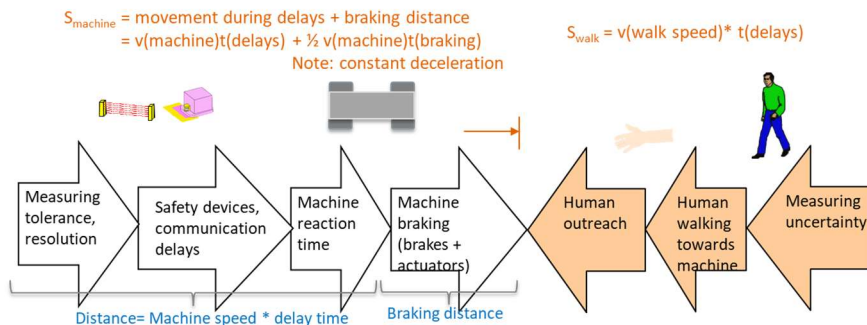 S machine = movement during delays + braking distance
= v(machine)t(delays) + ½ v(machine)t(braking)
Note: constant deceleration
S walk = v(walk speed)* t(delays)
Measuring
tolerance,
resolution
Safety devices,
communication
delays
Machine
reaction
time
Machine
braking
(brakes +
actuators)
Human
outreach
Human
walking
towards
machine
Measuring
uncertainty
Distance= Machine speed * delay time
Braking distance